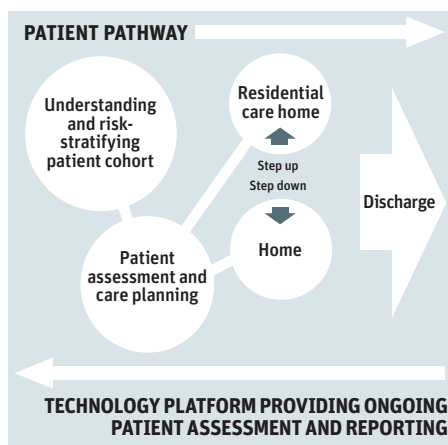 PATIENT PATHWAY
Understanding
and risk-
stratifying
patient cohort
Residential
care home
Step up
Step down
Discharge
Patient
assessment and
care planning
Home
TECHNOLOGY PLATFORM PROVIDING ONGOING
PATIENT ASSESSMENT AND REPORTING